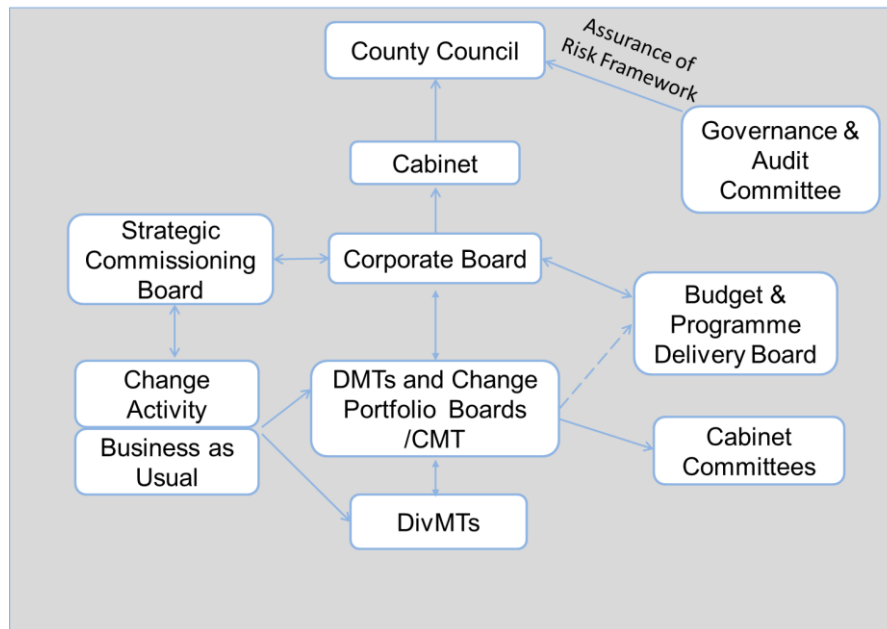 County Council
Assurance of
Risk Framework
Governance &
Audit
Committee
Cabinet
Strategic
Commissioning
Board
Corporate Board
Budget &
Programme
Delivery Board
Change
Activity
DMTs and Change
Portfolio Boards
/CMT
Business as
Usual
Cabinet
Committees
DivMTs